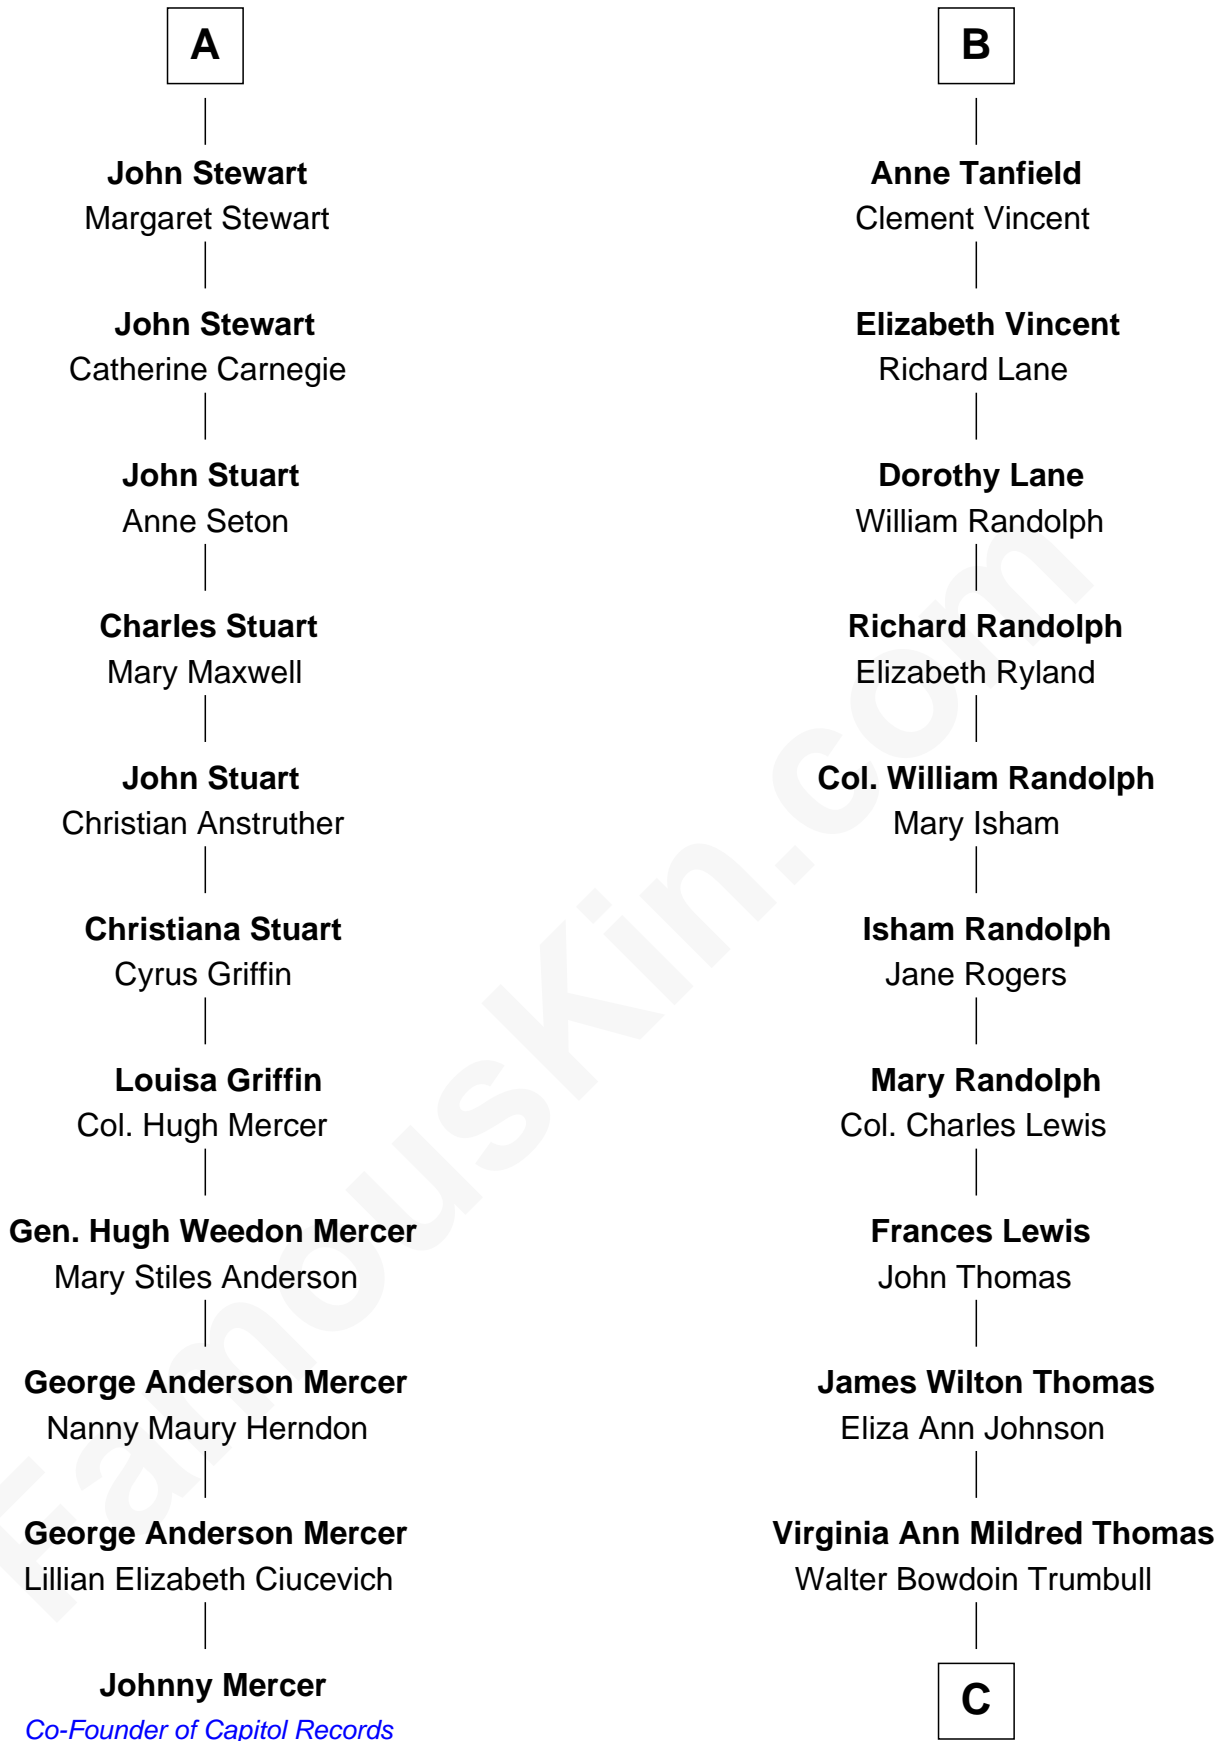 A
John Stewart
Margaret Stewart
John Stewart
Catherine Carnegie
John Stuart
Anne Seton
Charles Stuart
Mary Maxwell
John Stuart
Christian Anstruther
Christiana Stuart
Cyrus Griffin
Louisa Griffin
Col. Hugh Mercer
Gen. Hugh Weedon Mercer
Mary Stiles Anderson
George Anderson Mercer
Nanny Maury Herndon
George Anderson Mercer
Lillian Elizabeth Ciucevich
Johnny Mercer
Co-Founder of Capitol Records
B
Anne Tanfield
Clement Vincent
Elizabeth Vincent
Richard Lane
Dorothy Lane
William Randolph
Richard Randolph
Elizabeth Ryland
Col. William Randolph
Mary Isham
Isham Randolph
Jane Rogers
Mary Randolph
Col. Charles Lewis
Frances Lewis
John Thomas
James Wilton Thomas
Eliza Ann Johnson
Virginia Ann Mildred Thomas
Walter Bowdoin Trumbull
C
FamousKin.com